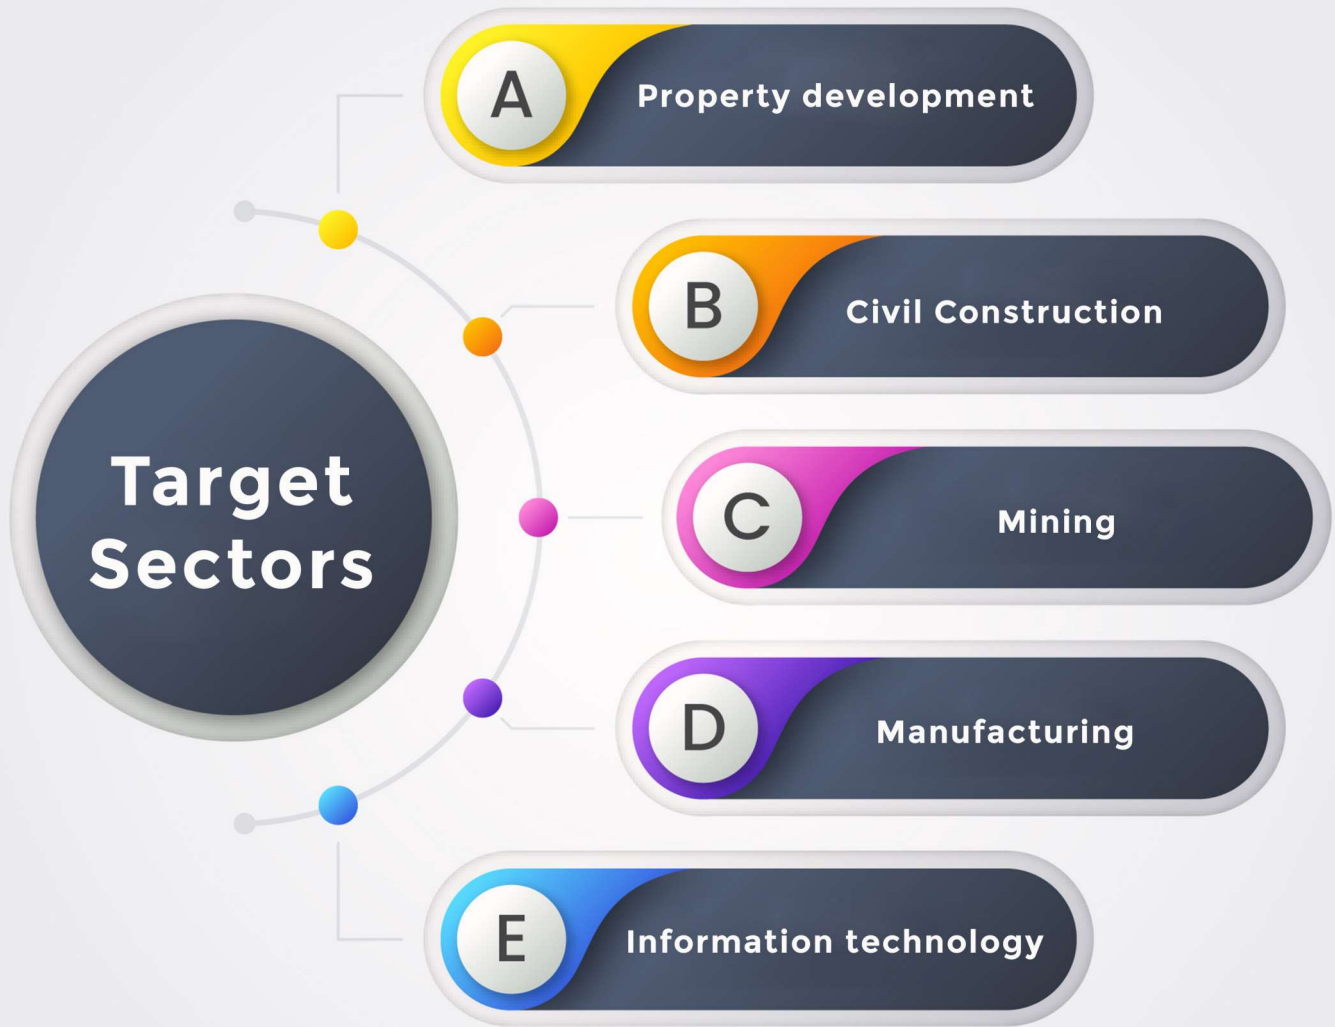 Target
Sectors
A
Property development
B
Civil Construction
C
Mining
D
Manufacturing
E
Information technology